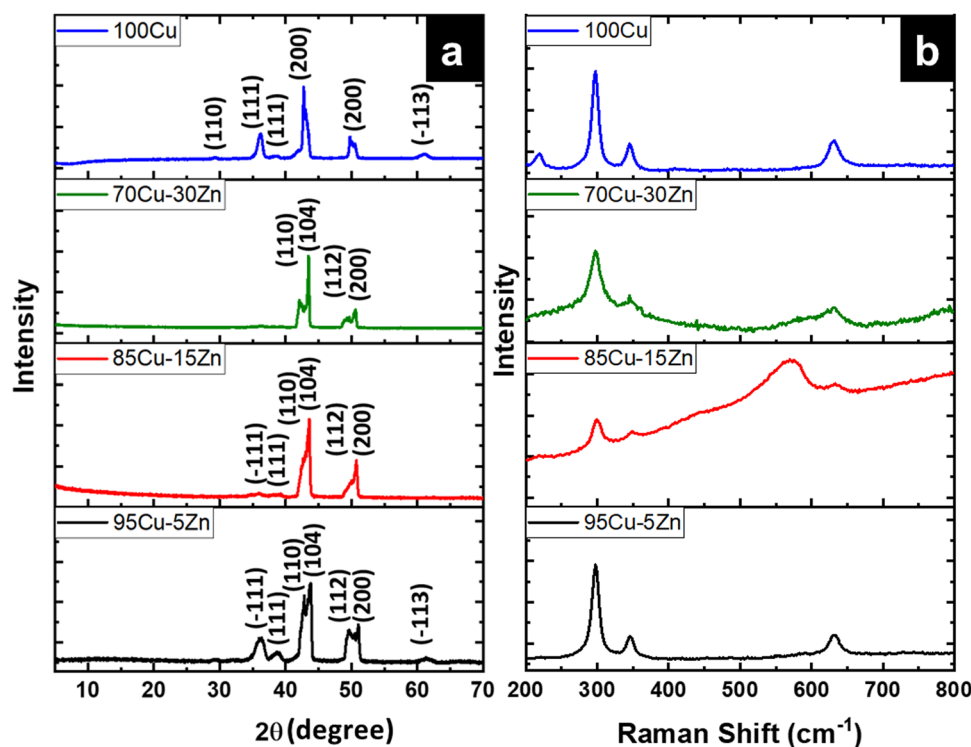 a
100Cu
(110)
(111)
(111)
(200)
(200)
(-113)
70Cu-30Zn
(110)
(104)
(112)
(200)
85Cu-15Zn
(-111)
(111)
(110)
(104)
(112)
(200)
95Cu-5Zn
(-111)
(111)
(110)
(104)
(112)
(200)
(-113)
Intensity
10 20 30 40 50 60 70
2θ (degree)
b
100Cu
70Cu-30Zn
85Cu-15Zn
95Cu-5Zn
Intensity
200 300 400 500 600 700 800
Raman Shift (cm⁻¹)